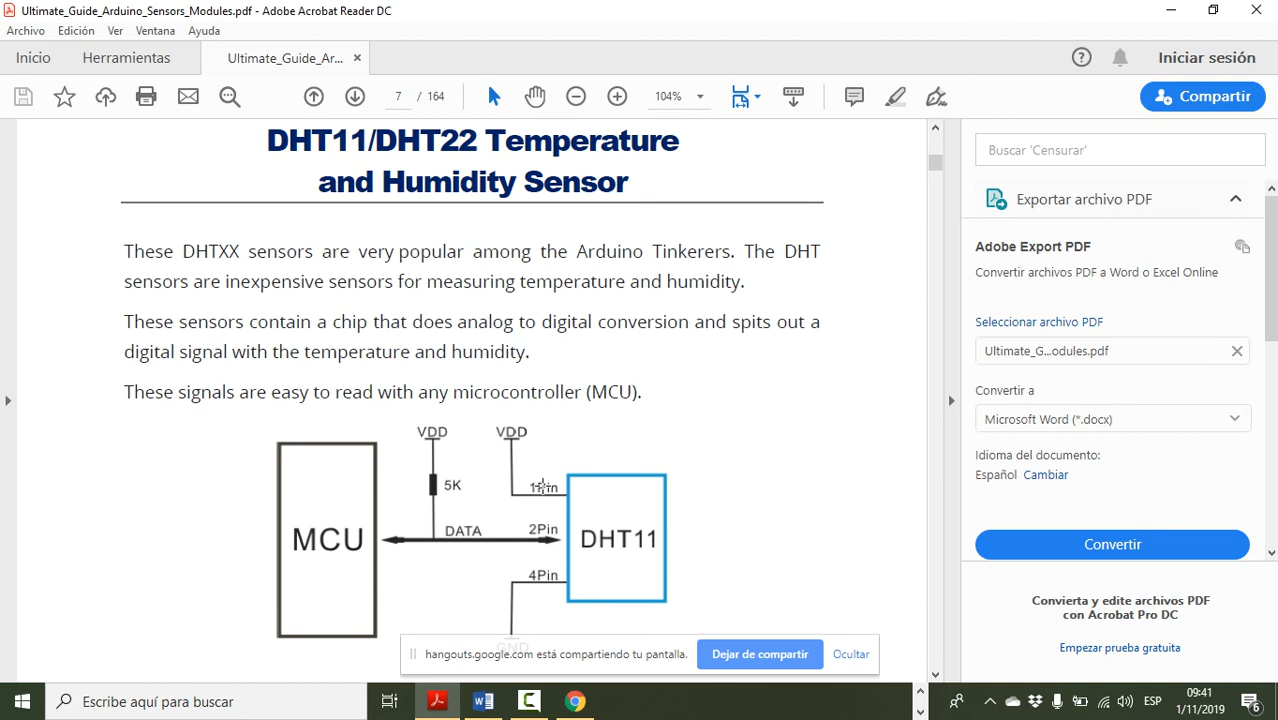 Ultimate_Guide_Arduino_Sensors_Modules.pdf - Adobe Acrobat Reader DC
Archivo Edición Ver Ventana Ayuda
Inicio Herramientas Ultimate_Guide_Ar... Iniciar sesión
7 / 164 104% Compartir
DHT11/DHT22 Temperature
and Humidity Sensor
These DHTXX sensors are very popular among the Arduino Tinkerers. The DHT
sensors are inexpensive sensors for measuring temperature and humidity.
These sensors contain a chip that does analog to digital conversion and spits out a
digital signal with the temperature and humidity.
These signals are easy to read with any microcontroller (MCU).
VDD VDD
5K
1Pin
DATA 2Pin
MCU DHT11
4Pin
GND
hangouts.google.com está compartiendo tu pantalla. Dejar de compartir Ocultar
Buscar 'Censurar'
Exportar archivo PDF
Adobe Export PDF
Convertir archivos PDF a Word o Excel Online
Seleccionar archivo PDF
Ultimate_G...odules.pdf
Convertir a
Microsoft Word (*.docx)
Idioma del documento:
Español Cambiar
Convertir
Convierta y edite archivos PDF
con Acrobat Pro DC
Empezar prueba gratuita
Escribe aquí para buscar
ESP
09:41
1/11/2019
6